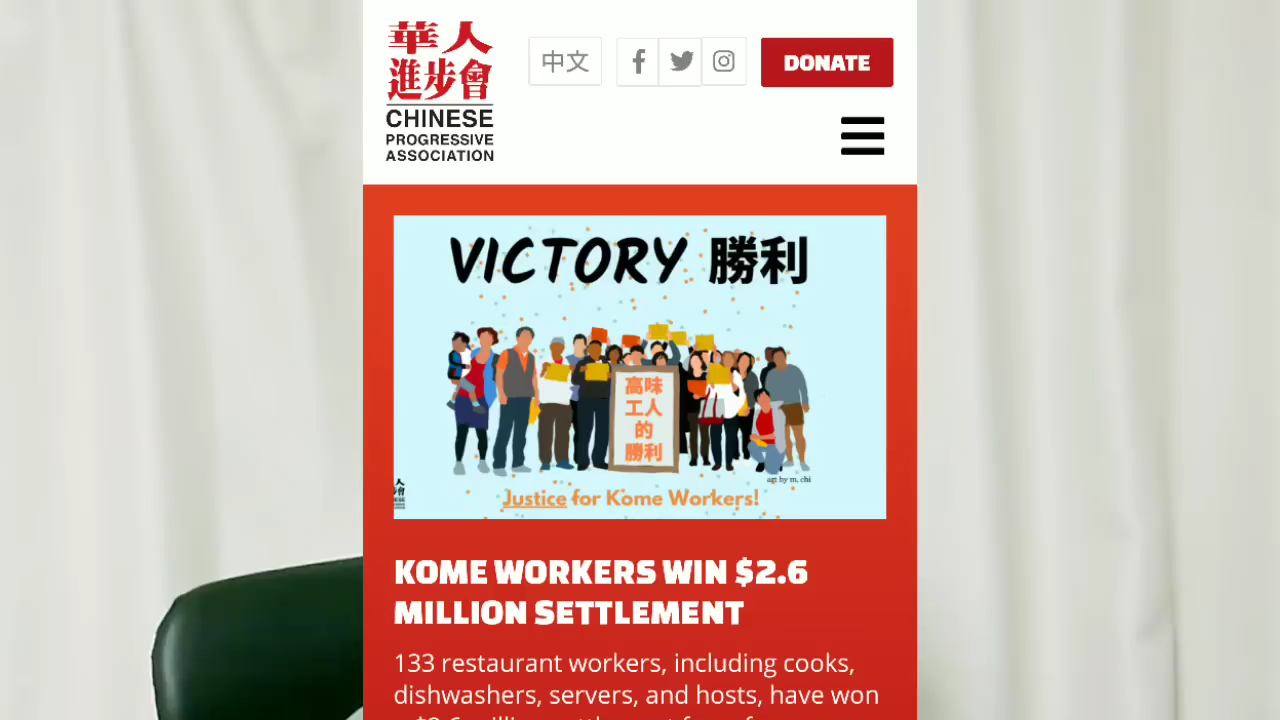 華人
進步會
CHINESE
PROGRESSIVE
ASSOCIATION
中文
DONATE
VICTORY 勝利
高味
工人
的
勝利
agt by m. chi
Justice for Kome Workers!
KOME WORKERS WIN $2.6
MILLION SETTLEMENT
133 restaurant workers, including cooks,
dishwashers, servers, and hosts, have won